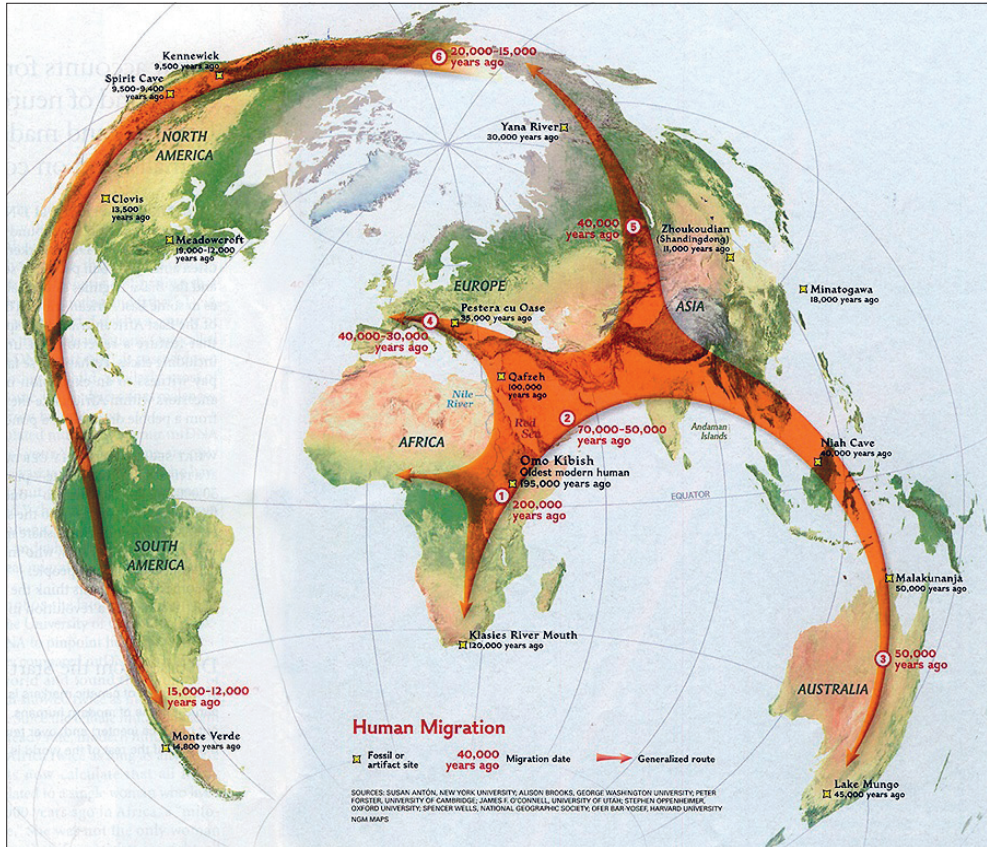 Kennewick
9,500 years ago
Spirit Cave
9,500–9,400
years ago
6
20,000–15,000
years ago
NORTH
AMERICA
Yana River
30,000 years ago
Clovis
13,500
years ago
Meadowcroft
19,000–12,000
years ago
40,000
years ago
5
Zhoukoudian
(Shandingdong)
11,000 years ago
EUROPE
ASIA
Minatogawa
18,000 years ago
Pestera cu Oase
35,000 years ago
4
40,000–30,000
years ago
Qafzeh
100,000
years ago
Nile
River
Red
Sea
2
70,000–50,000
years ago
Andaman
Islands
AFRICA
Niah Cave
40,000 years ago
Omo Kibish
Oldest modern human
195,000 years ago
1
200,000
years ago
EQUATOR
SOUTH
AMERICA
Malakunanja
50,000 years ago
Klasies River Mouth
120,000 years ago
3
50,000
years ago
AUSTRALIA
15,000–12,000
years ago
Monte Verde
14,800 years ago
Lake Mungo
45,000 years ago
Human Migration
Fossil or
artifact site
40,000
years ago
Migration date
Generalized route
SOURCES: SUSAN ANTÓN, NEW YORK UNIVERSITY; ALISON BROOKS, GEORGE WASHINGTON UNIVERSITY; PETER
FORSTER, UNIVERSITY OF CAMBRIDGE; JAMES F. O'CONNELL, UNIVERSITY OF UTAH; STEPHEN OPPENHEIMER,
OXFORD UNIVERSITY; SPENCER WELLS, NATIONAL GEOGRAPHIC SOCIETY; OFER BAR-YOSEF, HARVARD UNIVERSITY
NGM MAPS